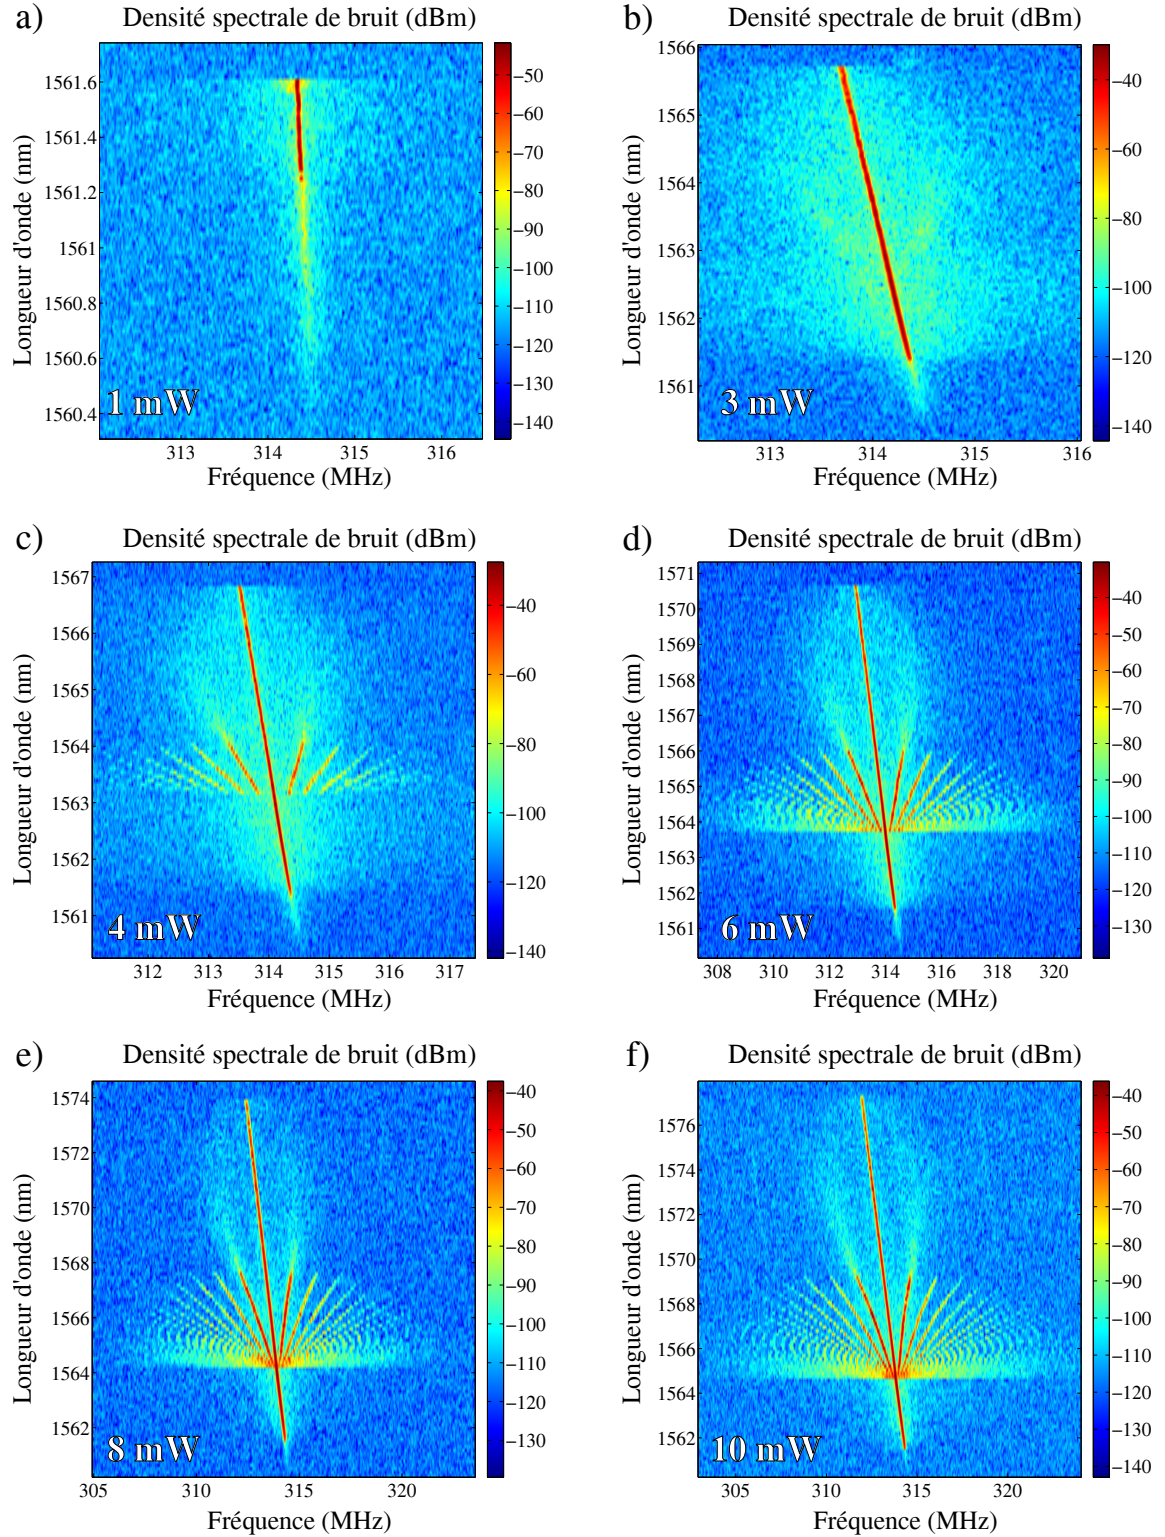 a)
Densité spectrale de bruit (dBm)
Longueur d'onde (nm)
1561.6
1561.4
1561.2
1561
1560.8
1560.6
1560.4
1 mW
313 314 315 316
Fréquence (MHz)
−50
−60
−70
−80
−90
−100
−110
−120
−130
−140
b)
Densité spectrale de bruit (dBm)
Longueur d'onde (nm)
1566
1565
1564
1563
1562
1561
3 mW
313 314 315 316
Fréquence (MHz)
−40
−60
−80
−100
−120
−140
c)
Densité spectrale de bruit (dBm)
Longueur d'onde (nm)
1567
1566
1565
1564
1563
1562
1561
4 mW
312 313 314 315 316 317
Fréquence (MHz)
−40
−60
−80
−100
−120
−140
d)
Densité spectrale de bruit (dBm)
Longueur d'onde (nm)
1571
1570
1569
1568
1567
1566
1565
1564
1563
1562
1561
6 mW
308 310 312 314 316 318 320
Fréquence (MHz)
−40
−50
−60
−70
−80
−90
−100
−110
−120
−130
e)
Densité spectrale de bruit (dBm)
Longueur d'onde (nm)
1574
1572
1570
1568
1566
1564
1562
8 mW
305 310 315 320
Fréquence (MHz)
−40
−50
−60
−70
−80
−90
−100
−110
−120
−130
f)
Densité spectrale de bruit (dBm)
Longueur d'onde (nm)
1576
1574
1572
1570
1568
1566
1564
1562
10 mW
305 310 315 320
Fréquence (MHz)
−40
−50
−60
−70
−80
−90
−100
−110
−120
−130
−140